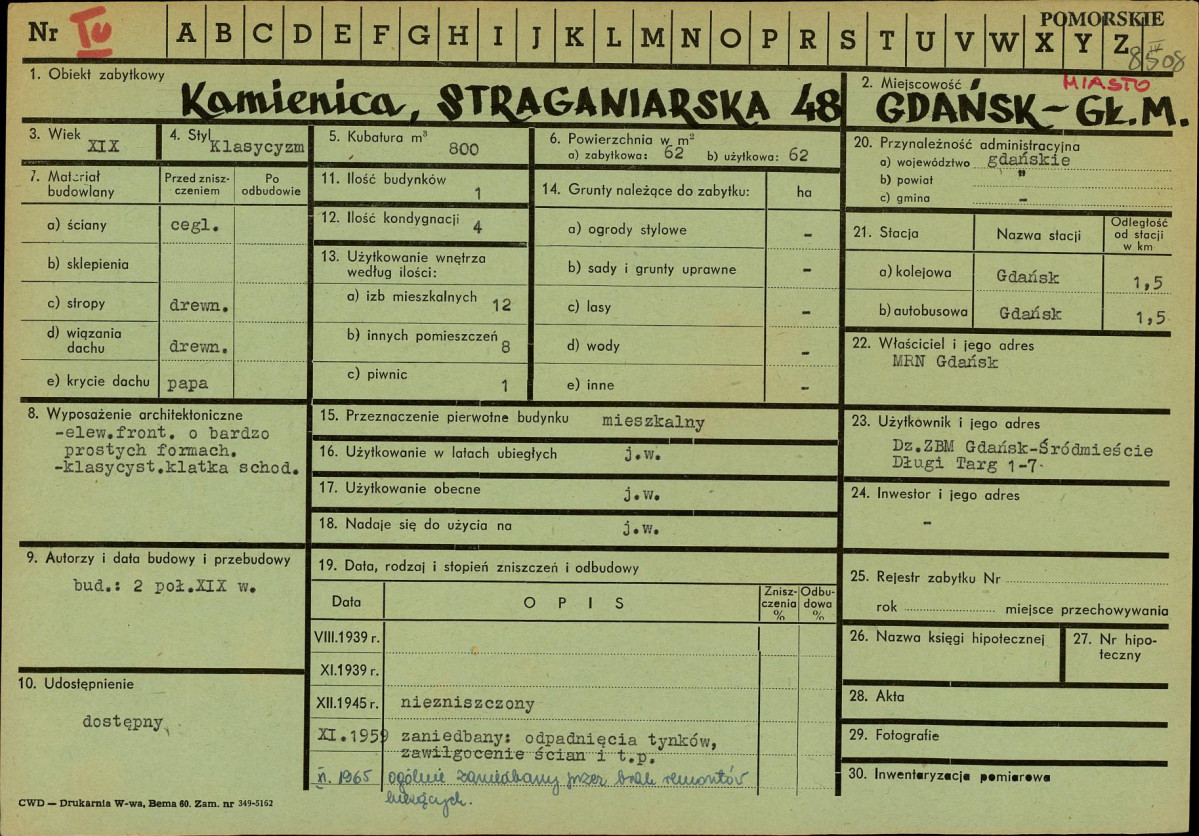 Nr IV A B C D E F G H I J K L M N O P R S T U V W X Y Z
POMORSKIE
8508
1. Obiekt zabytkowy
Kamienica, STRAGANIARSKA 48
2. Miejscowość MIASTO
GDAŃSK – GŁ. M.
3. Wiek
XIX
4. Styl
Klasycyzm
5. Kubatura m³
800
6. Powierzchnia w m²
a) zabytkowa: 62 b) użytkowa: 62
7. Materiał budowlany
Przed zniszczeniem
Po odbudowie
a) ściany cegl.
b) sklepienia
c) stropy drewn.
d) wiązania dachu drewn.
e) krycie dachu papa
8. Wyposażenie architektoniczne
-elew.front. o bardzo
prostych formach.
-klasycyst.klatka schod.
9. Autorzy i data budowy i przebudowy
bud.: 2 poł.XIX w.
10. Udostępnienie
dostępny
11. Ilość budynków
1
12. Ilość kondygnacji
4
13. Użytkowanie wnętrza
według ilości:
a) izb mieszkalnych 12
b) innych pomieszczeń 8
c) piwnic 1
14. Grunty należące do zabytku: ha
a) ogrody stylowe -
b) sady i grunty uprawne -
c) lasy -
d) wody -
e) inne -
15. Przeznaczenie pierwotne budynku mieszkalny
16. Użytkowanie w latach ubiegłych j.w.
17. Użytkowanie obecne j.w.
18. Nadaje się do użycia na j.w.
19. Data, rodzaj i stopień zniszczeń i odbudowy
Data OPIS Zniszczenia % Odbudowa %
VIII.1939 r.
XI.1939 r.
XII.1945 r. niezniszczony
XI.1959 zaniedbany: odpadnięcia tynków,
zawilgocenie ścian i t.p.
VI. 1965 ogólnie zaniedbany przez brak remontów
bieżących.
20. Przynależność administracyjna
a) województwo gdańskie
b) powiat "
c) gmina -
21. Stacja Nazwa stacji Odległość od stacji w km
a) kolejowa Gdańsk 1,5
b) autobusowa Gdańsk 1,5
22. Właściciel i jego adres
MRN Gdańsk
23. Użytkownik i jego adres
Dz.ZBM Gdańsk-Śródmieście
Długi Targ 1-7.
24. Inwestor i jego adres
-
25. Rejestr zabytku Nr
rok miejsce przechowywania
26. Nazwa księgi hipotecznej
27. Nr hipoteczny
28. Akta
29. Fotografie
30. Inwentaryzacja pomiarowa
CWD — Drukarnia W-wa, Bema 60. Zam. nr 349-5162